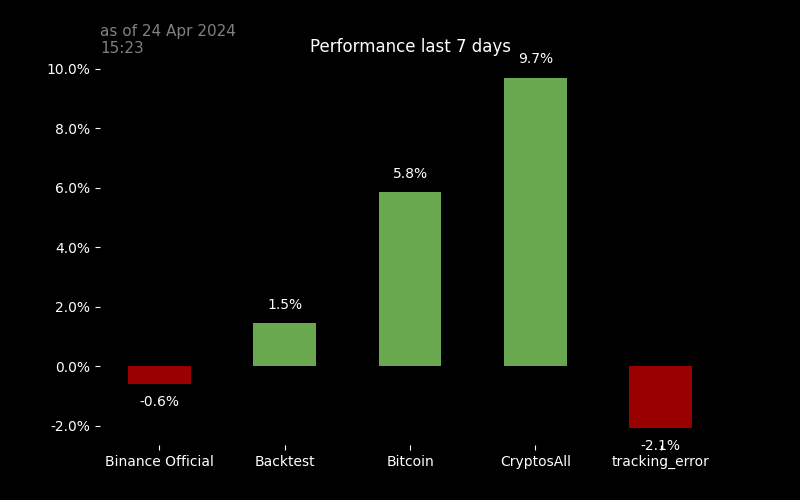 as of 24 Apr 2024
15:23
Performance last 7 days
10.0%
8.0%
6.0%
4.0%
2.0%
0.0%
-2.0%
-0.6%
1.5%
5.8%
9.7%
-2.1%
Binance Official
Backtest
Bitcoin
CryptosAll
tracking_error